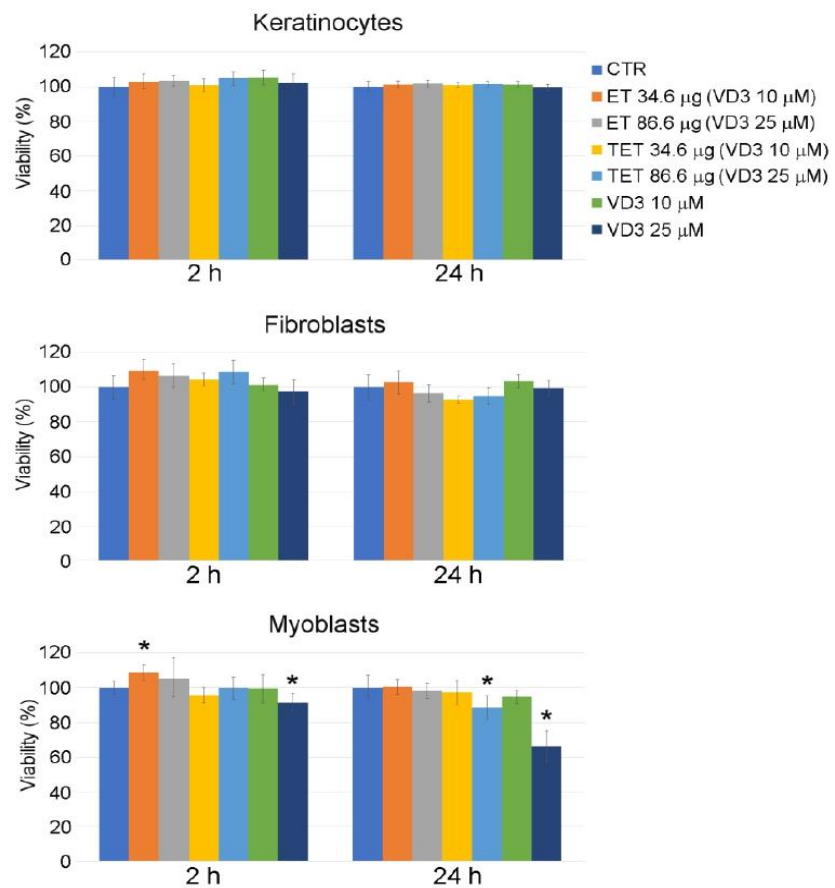 Keratinocytes
120
100
80
60
40
20
0
Viability (%)
2 h
24 h
CTR
ET 34.6 μg (VD3 10 μM)
ET 86.6 μg (VD3 25 μM)
TET 34.6 μg (VD3 10 μM)
TET 86.6 μg (VD3 25 μM)
VD3 10 μM
VD3 25 μM
Fibroblasts
120
100
80
60
40
20
0
Viability (%)
2 h
24 h
Myoblasts
120
100
80
60
40
20
0
Viability (%)
*
*
*
*
2 h
24 h